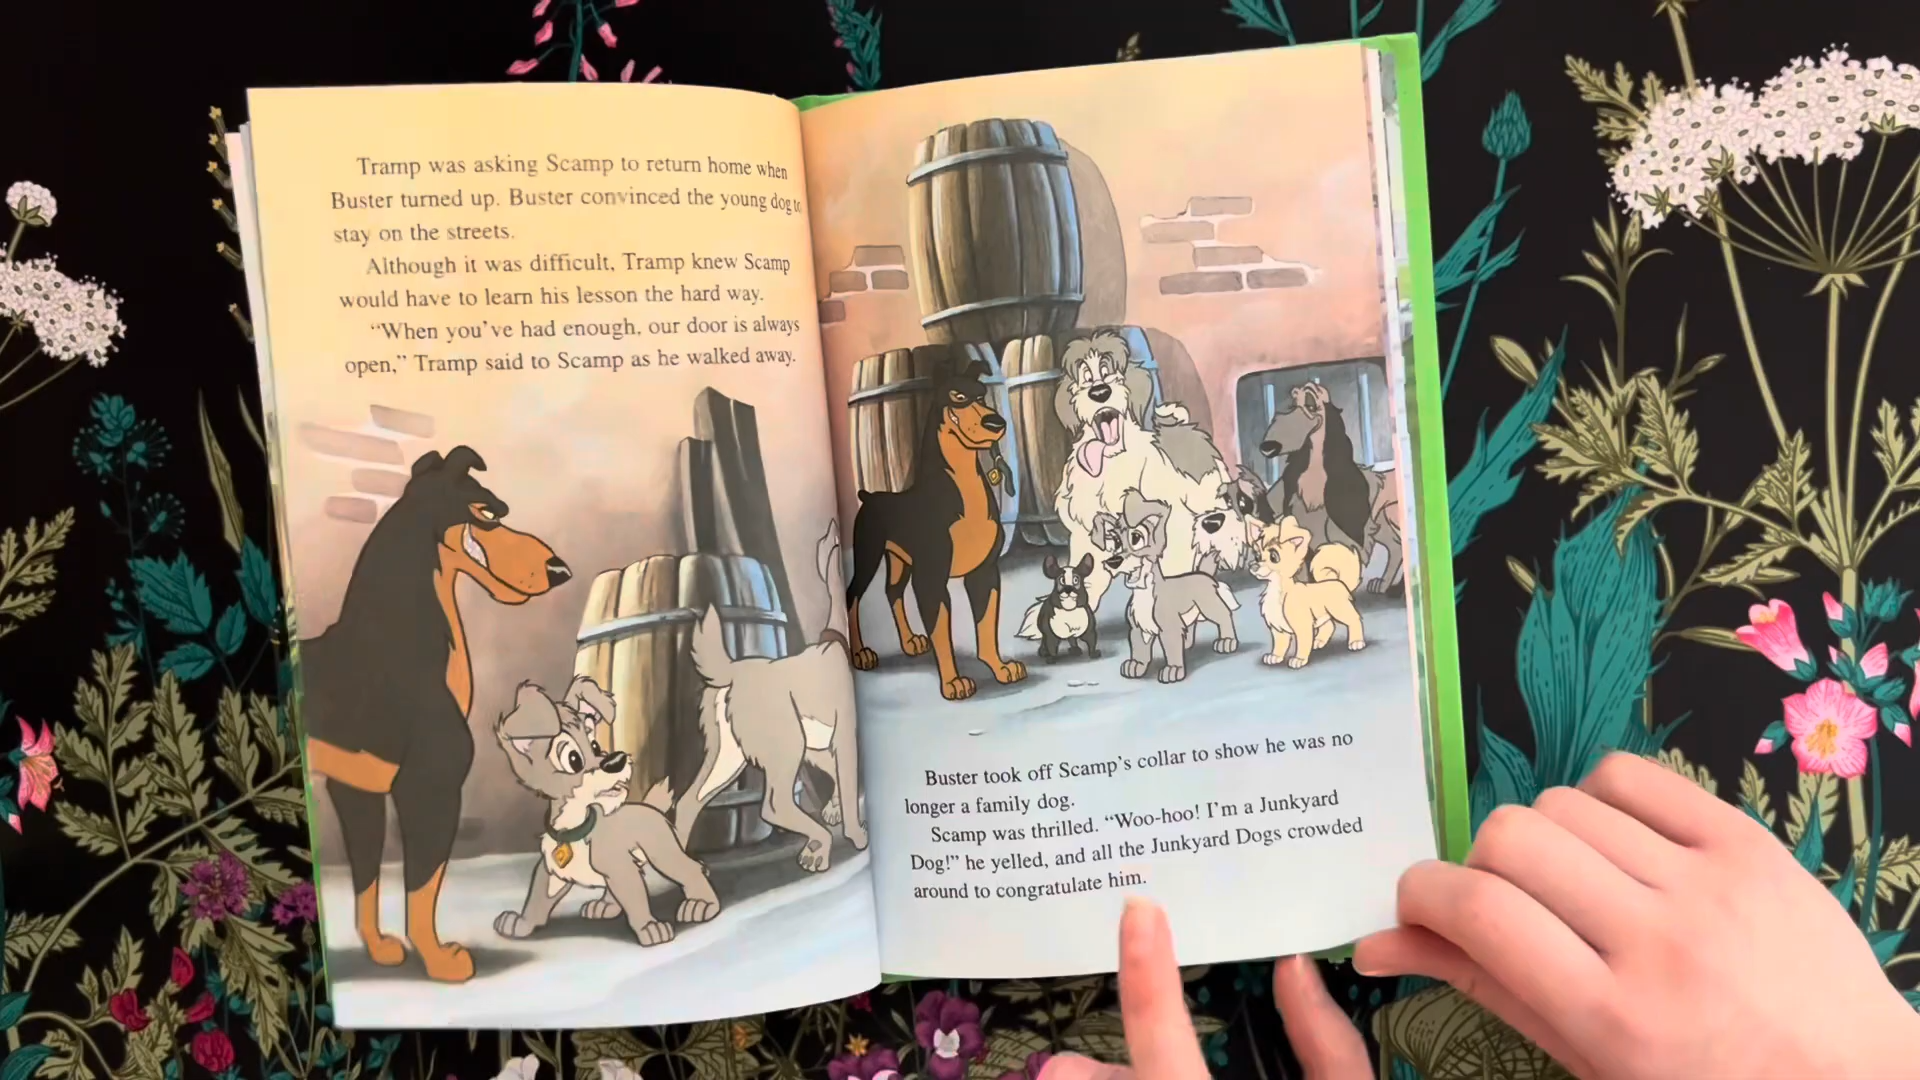 Tramp was asking Scamp to return home when
Buster turned up. Buster convinced the young dog to
stay on the streets.
Although it was difficult, Tramp knew Scamp
would have to learn his lesson the hard way.
“When you’ve had enough, our door is always
open,” Tramp said to Scamp as he walked away.
Buster took off Scamp’s collar to show he was no
longer a family dog.
Scamp was thrilled. “Woo-hoo! I’m a Junkyard
Dog!” he yelled, and all the Junkyard Dogs crowded
around to congratulate him.